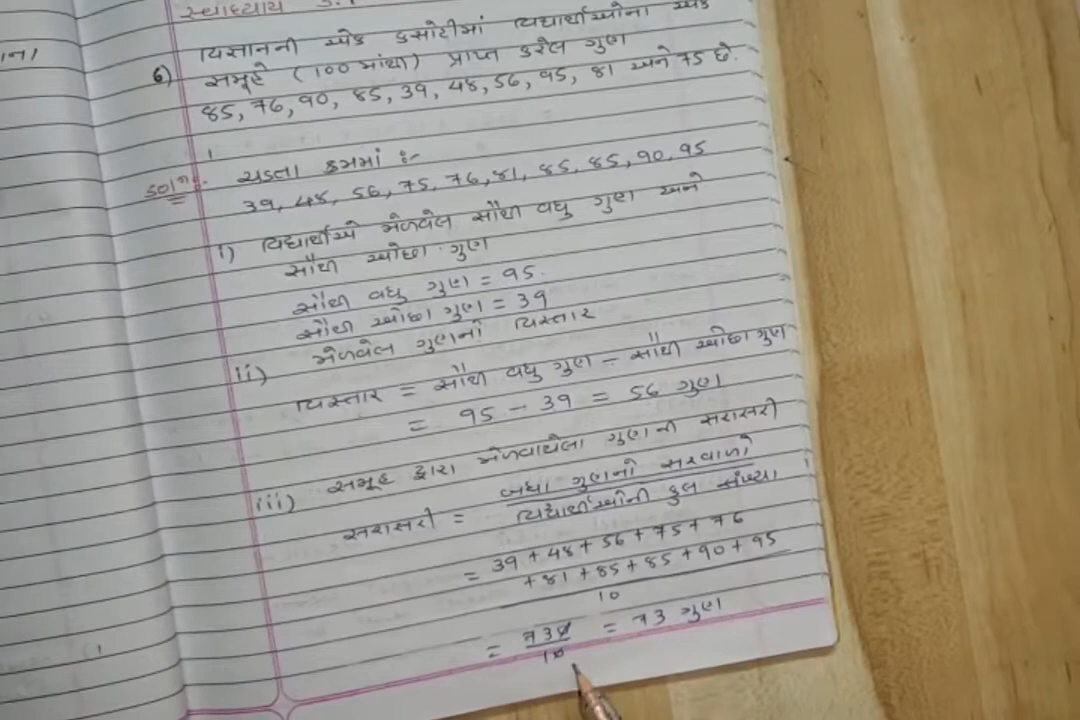 સ્વાધ્યાય
6) વિજ્ઞાનની એક કસોટીમાં વિદ્યાર્થીઓના એક
સમૂહે (100 માંથી) પ્રાપ્ત કરેલ ગુણ
85, 76, 90, 85, 39, 48, 56, 95, 81 અને 75 છે.
Solⁿ:- ચડતા ક્રમમાં :-
39, 48, 56, 75, 76, 81, 85, 85, 90, 95
i) વિદ્યાર્થીએ મેળવેલ સૌથી વધુ ગુણ અને
સૌથી ઓછા ગુણ
સૌથી વધુ ગુણ = 95.
સૌથી ઓછા ગુણ = 39
ii) મેળવેલ ગુણનો વિસ્તાર
વિસ્તાર = સૌથી વધુ ગુણ - સૌથી ઓછા ગુણ
= 95 - 39 = 56 ગુણ
iii) સમૂહ દ્વારા મેળવાયેલા ગુણની સરાસરી
સરાસરી = બધા ગુણનો સરવાળો
વિદ્યાર્થીઓની કુલ સંખ્યા
= 39 + 48 + 56 + 75 + 76
+ 81 + 85 + 85 + 90 + 95
10
= 730 = 73 ગુણ
10